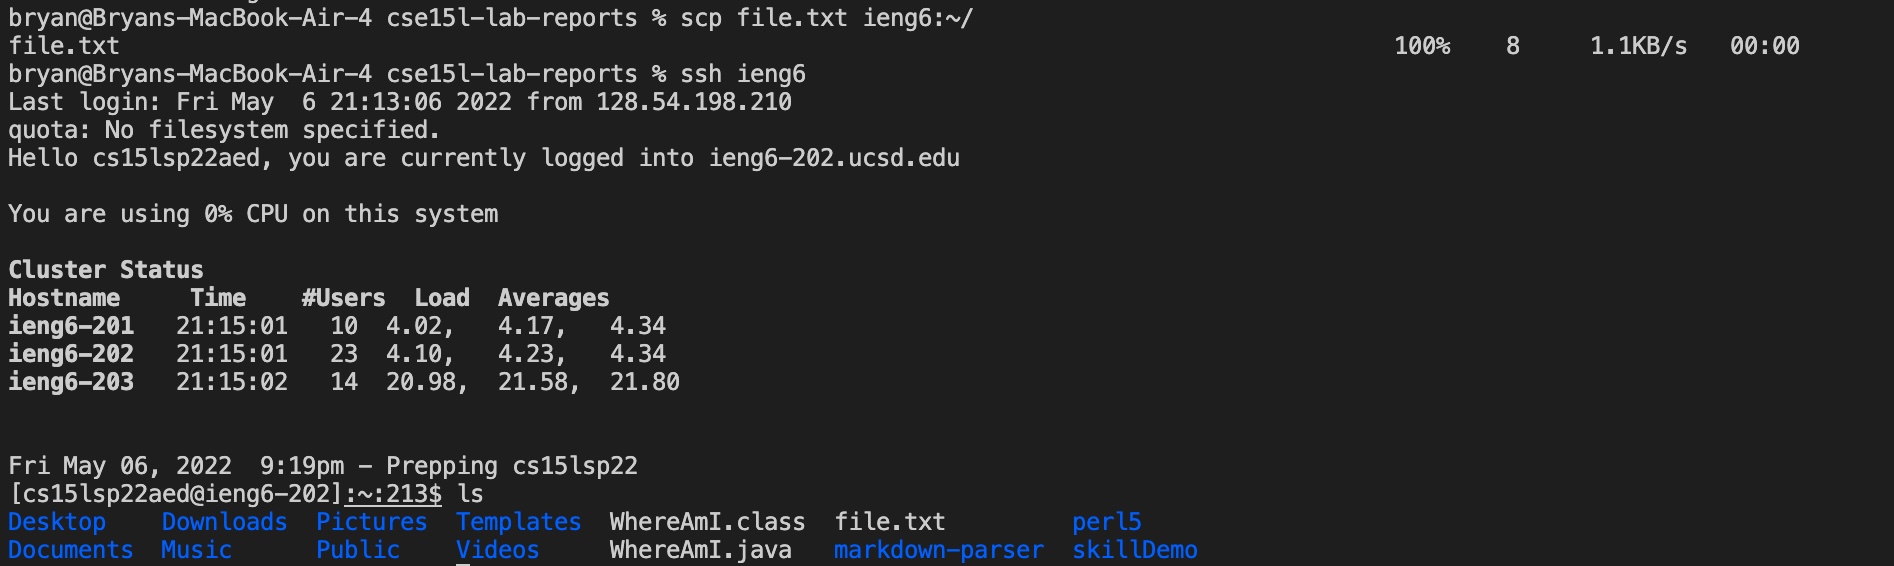 bryan@Bryans-MacBook-Air-4 cse15l-lab-reports % scp file.txt ieng6:~/
file.txt 100% 8 1.1KB/s 00:00
bryan@Bryans-MacBook-Air-4 cse15l-lab-reports % ssh ieng6
Last login: Fri May  6 21:13:06 2022 from 128.54.198.210
quota: No filesystem specified.
Hello cs15lsp22aed, you are currently logged into ieng6-202.ucsd.edu
You are using 0% CPU on this system
Cluster Status
Hostname     Time    #Users  Load  Averages
ieng6-201   21:15:01   10  4.02,   4.17,   4.34
ieng6-202   21:15:01   23  4.10,   4.23,   4.34
ieng6-203   21:15:02   14  20.98,  21.58,  21.80
Fri May 06, 2022  9:19pm - Prepping cs15lsp22
[cs15lsp22aed@ieng6-202]:~:213$ ls
Desktop    Downloads  Pictures  Templates  WhereAmI.class  file.txt         perl5
Documents  Music      Public    Videos     WhereAmI.java   markdown-parser  skillDemo